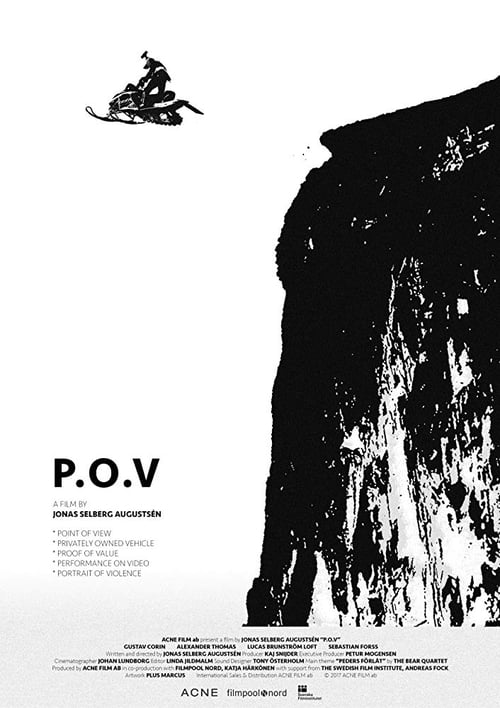 P.O.V
A FILM BY
JONAS SELBERG AUGUSTSÉN
* POINT OF VIEW
* PRIVATELY OWNED VEHICLE
* PROOF OF VALUE
* PERFORMANCE ON VIDEO
* PORTRAIT OF VIOLENCE
ACNE FILM ab present a film by JONAS SELBERG AUGUSTSÉN "P.O.V"
GUSTAV CORIN ALEXANDER THOMAS LUCAS BRUNSTRÖM LOFT SEBASTIAN FORSS
Written and directed by JONAS SELBERG AUGUSTSÉN Producer KAJ SNIJDER Executive Producer PETUR MOGENSEN
Cinematographer JOHAN LUNDBORG Editor LINDA JILDMALM Sound Designer TONY ÖSTERHOLM Main theme "PEDERS FÖRLÅT" by THE BEAR QUARTET
Produced by ACNE FILM AB in co-production with FILMPOOL NORD, KATJA HÄRKÖNEN with support from THE SWEDISH FILM INSTITUTE, ANDREAS FOCK
Artwork PLUS MARCUS International Sales & Distribution ACNE FILM ab © 2017 ACNE FILM ab
ACNE filmpool nord Svenska Filminstitutet